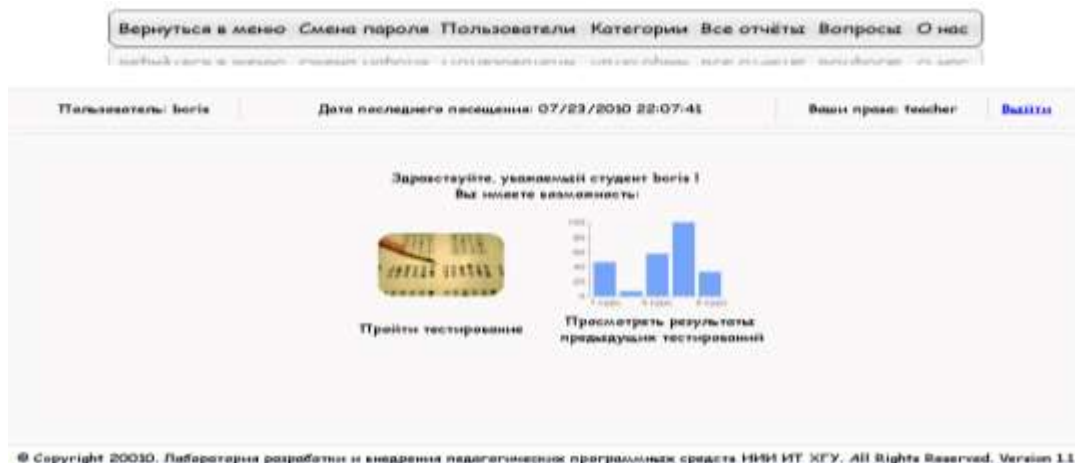 Вернуться в меню Смена пароля Пользователи Категории Все отчёты Вопросы О нас
Пользователь: boris Дата последнего посещения: 07/23/2010 22:07:41 Ваши права: teacher Выйти
Здравствуйте, уважаемый студент boris !
Вы имеете возможность:
Пройти тестирование
Просмотреть результаты
предыдущих тестирований
© Copyright 20010. Лаборатория разработки и внедрения педагогических программных средств НИИ ИТ ХГУ. All Rights Reserved. Version 1.1